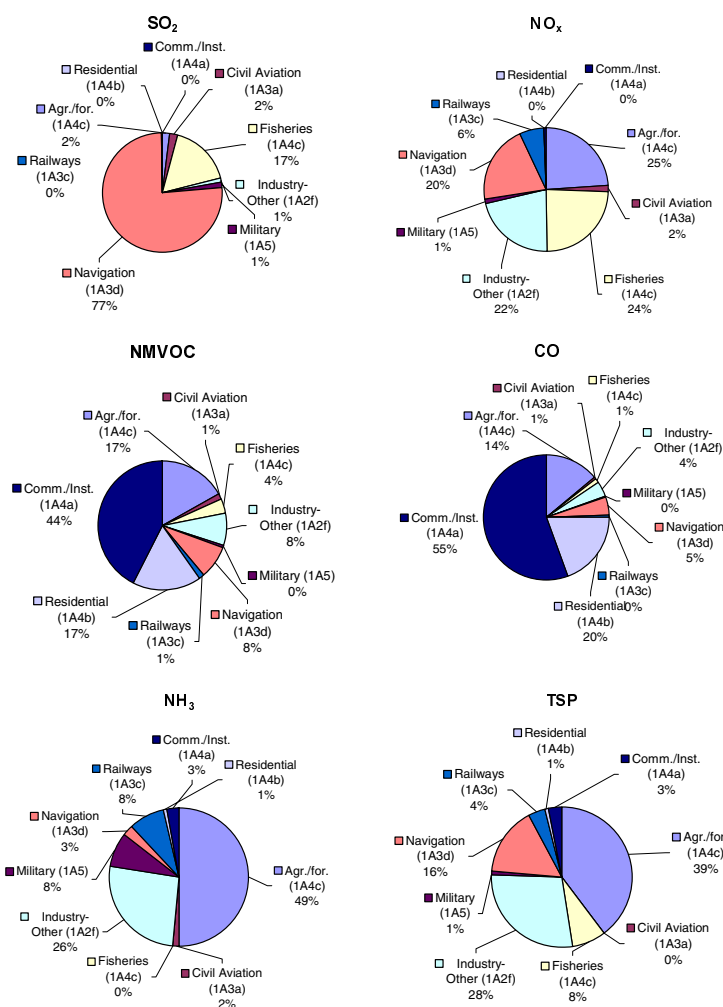 SO₂
Comm./Inst.
(1A4a)
0%
Residential
(1A4b)
0%
Civil Aviation
(1A3a)
2%
Agr./for.
(1A4c)
2%
Fisheries
(1A4c)
17%
Railways
(1A3c)
0%
Industry-
Other (1A2f)
1%
Military
(1A5)
1%
Navigation
(1A3d)
77%
NOₓ
Residential
(1A4b)
0%
Comm./Inst.
(1A4a)
0%
Railways
(1A3c)
6%
Agr./for.
(1A4c)
25%
Navigation
(1A3d)
20%
Civil Aviation
(1A3a)
2%
Military (1A5)
1%
Industry-
Other (1A2f)
22%
Fisheries
(1A4c)
24%
NMVOC
Civil Aviation
(1A3a)
1%
Agr./for.
(1A4c)
17%
Fisheries
(1A4c)
4%
Comm./Inst.
(1A4a)
44%
Industry-
Other (1A2f)
8%
Military (1A5)
0%
Residential
(1A4b)
17%
Railways
(1A3c)
1%
Navigation
(1A3d)
8%
CO
Civil Aviation
(1A3a)
1%
Fisheries
(1A4c)
1%
Agr./for.
(1A4c)
14%
Industry-
Other (1A2f)
4%
Military (1A5)
0%
Comm./Inst.
(1A4a)
55%
Navigation
(1A3d)
5%
Railways
(1A3c)
0%
Residential
(1A4b)
20%
NH₃
Comm./Inst.
(1A4a)
3%
Railways
(1A3c)
8%
Residential
(1A4b)
1%
Navigation
(1A3d)
3%
Military (1A5)
8%
Agr./for.
(1A4c)
49%
Industry-
Other (1A2f)
26%
Fisheries
(1A4c)
0%
Civil Aviation
(1A3a)
2%
TSP
Residential
(1A4b)
1%
Comm./Inst.
(1A4a)
3%
Railways
(1A3c)
4%
Navigation
(1A3d)
16%
Agr./for
(1A4c)
39%
Military
(1A5)
1%
Civil Aviation
(1A3a)
0%
Industry-
Other (1A2f)
28%
Fisheries
(1A4c)
8%